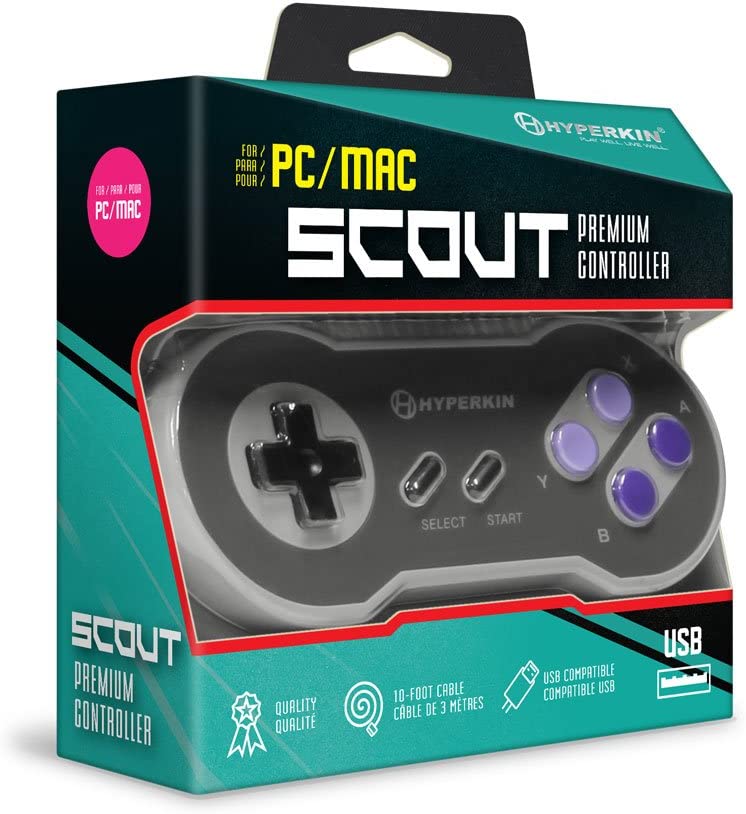 HYPERKIN®
PLAY WELL. LIVE WELL.
FOR /
PARA /
POUR /
PC/MAC
SCOUT
PREMIUM
CONTROLLER
FOR / PARA / POUR
PC/MAC
HYPERKIN
X
A
Y
B
SELECT
START
SCOUT
PREMIUM
CONTROLLER
QUALITY
QUALITÉ
10-FOOT CABLE
CÂBLE DE 3 MÈTRES
USB COMPATIBLE
COMPATIBLE USB
USB